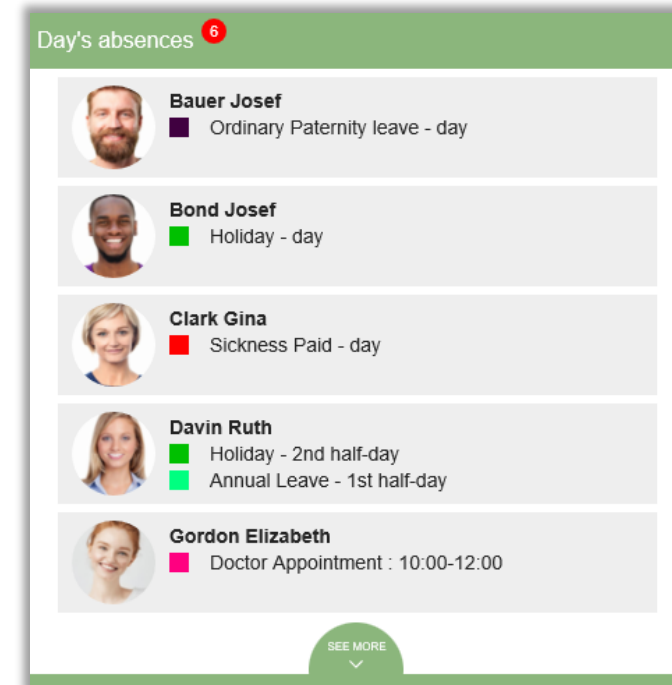 Day's absences 6
Bauer Josef
Ordinary Paternity leave - day
Bond Josef
Holiday - day
Clark Gina
Sickness Paid - day
Davin Ruth
Holiday - 2nd half-day
Annual Leave - 1st half-day
Gordon Elizabeth
Doctor Appointment : 10:00-12:00
SEE MORE